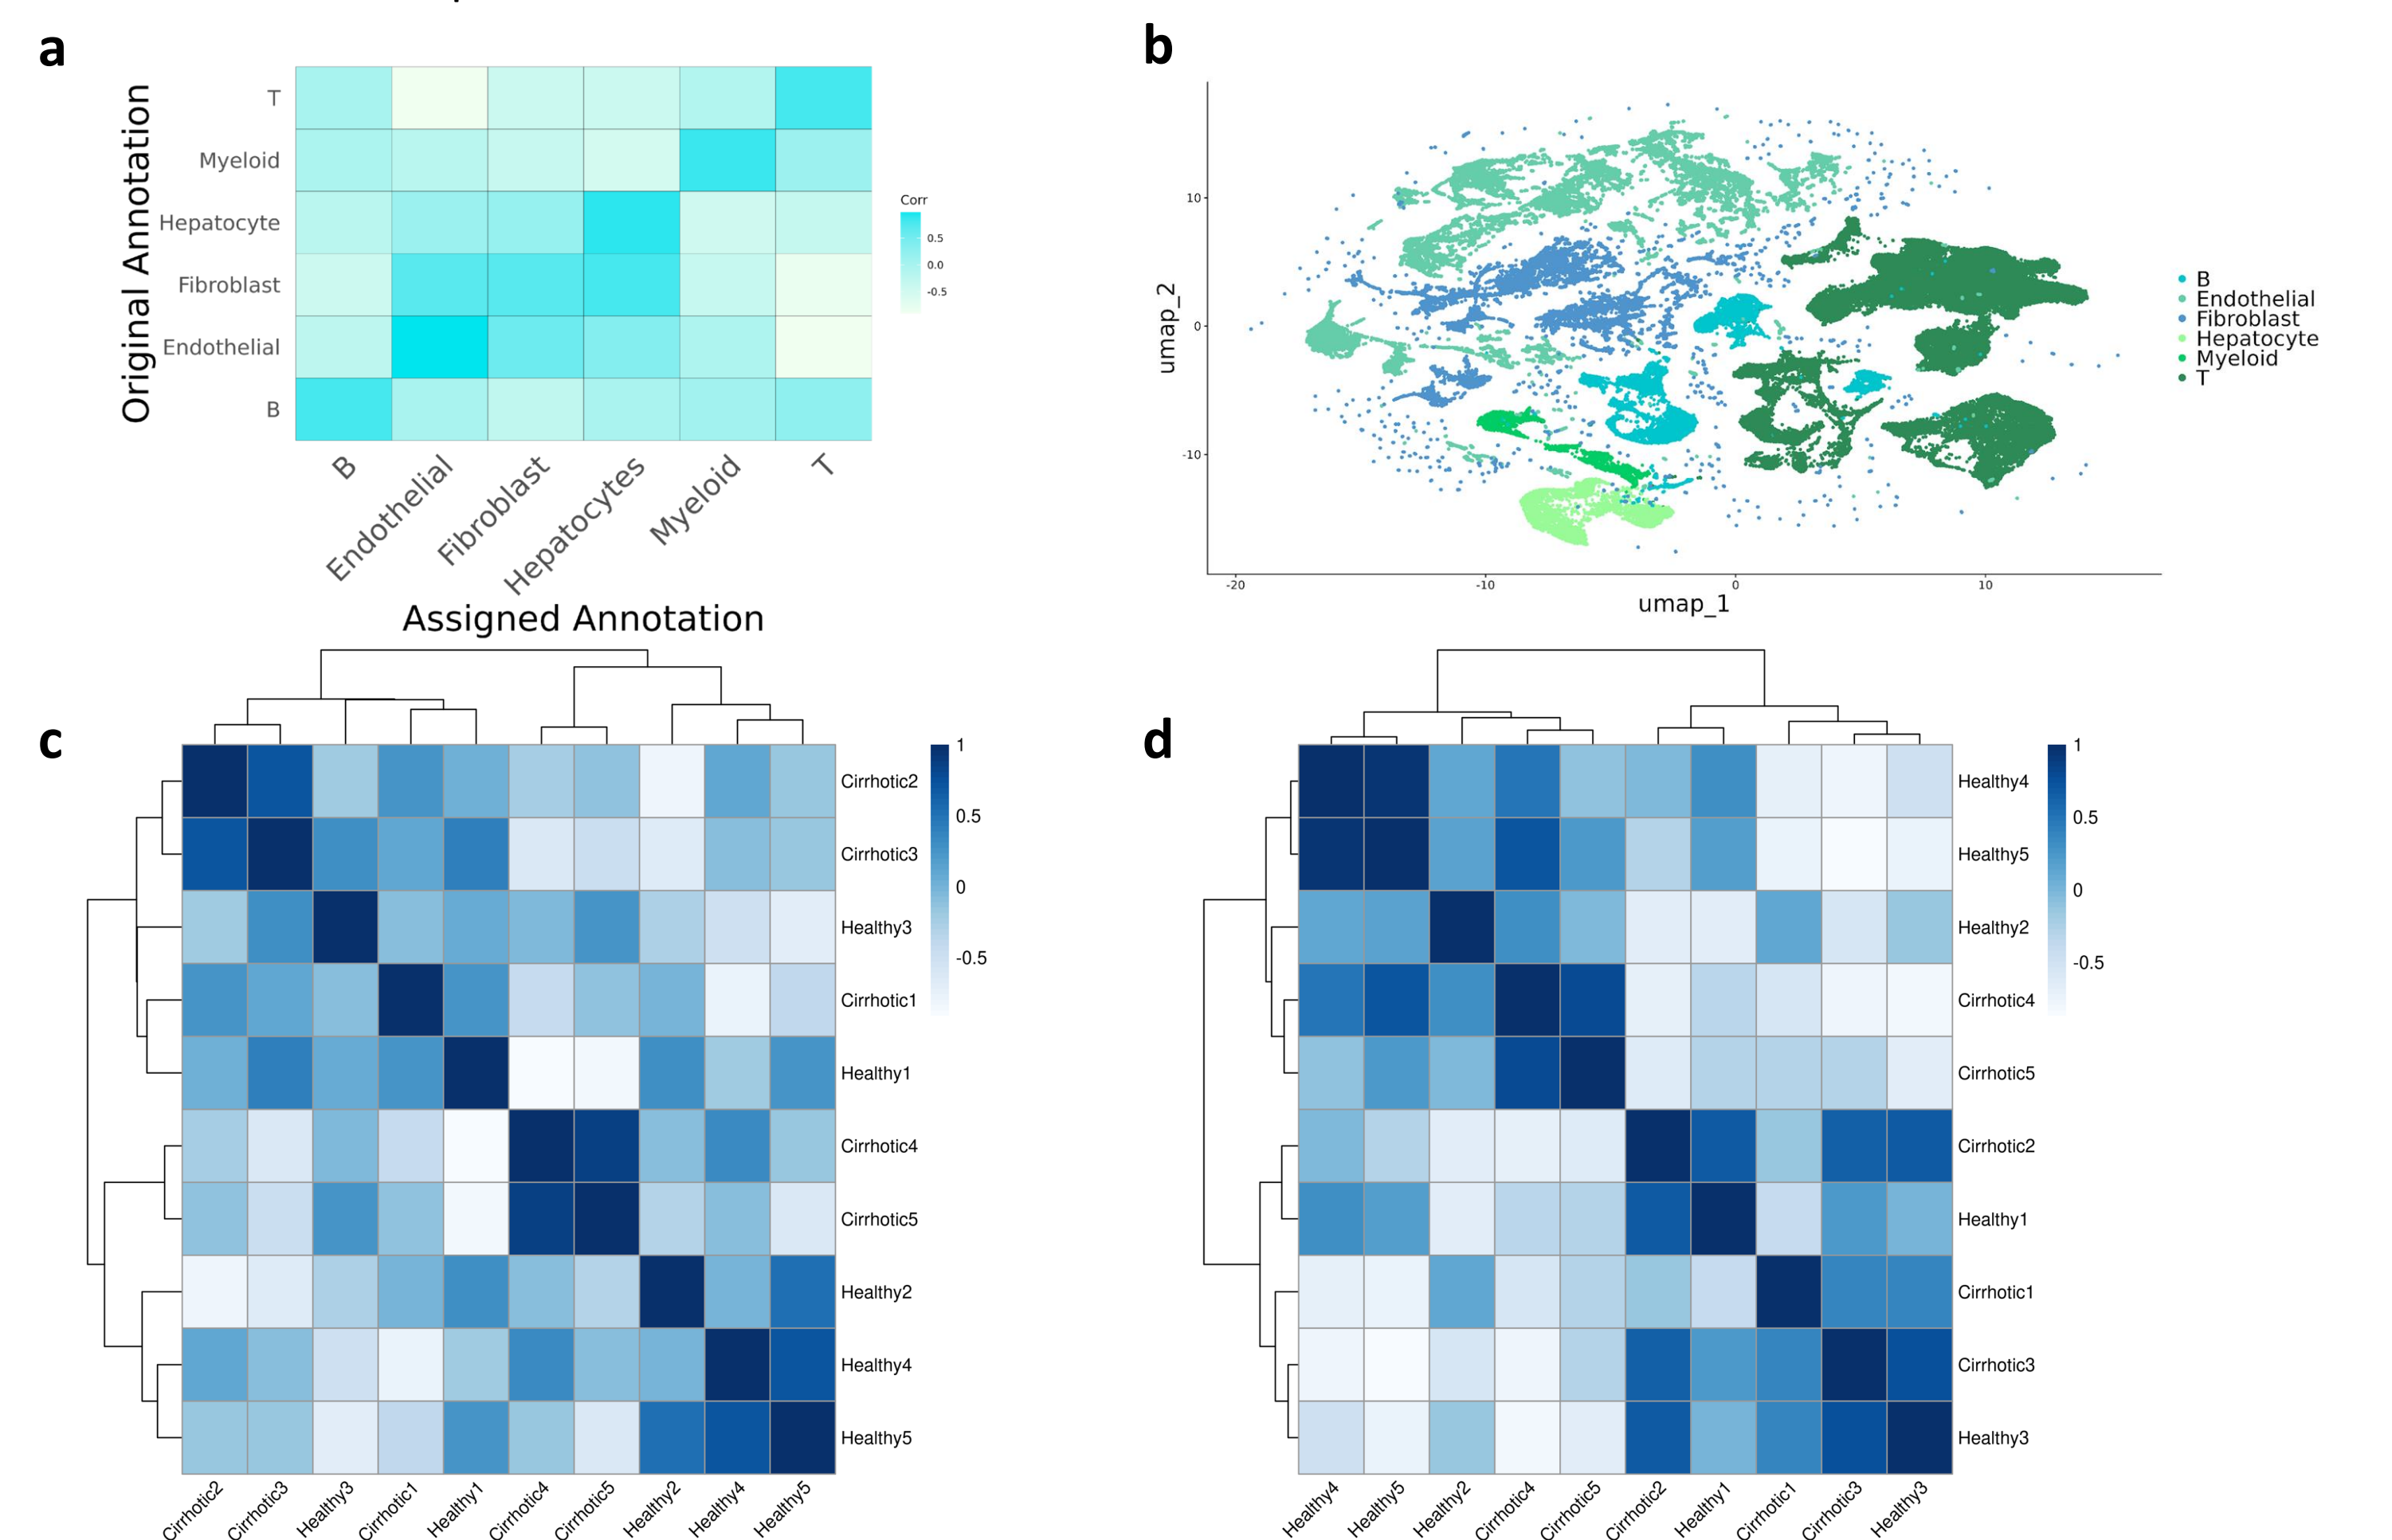 a
Original Annotation
T
Myeloid
Hepatocyte
Fibroblast
Endothelial
B
B
Endothelial
Fibroblast
Hepatocytes
Myeloid
T
Assigned Annotation
Corr
0.5
0.0
-0.5
b
umap_2
10
0
-10
-20
-10
0
10
umap_1
B
Endothelial
Fibroblast
Hepatocyte
Myeloid
T
c
Cirrhotic2
Cirrhotic3
Healthy3
Cirrhotic1
Healthy1
Cirrhotic4
Cirrhotic5
Healthy2
Healthy4
Healthy5
1
0.5
0
-0.5
Cirrhotic2
Cirrhotic3
Healthy3
Cirrhotic1
Healthy1
Cirrhotic4
Cirrhotic5
Healthy2
Healthy4
Healthy5
d
Healthy4
Healthy5
Healthy2
Cirrhotic4
Cirrhotic5
Cirrhotic2
Healthy1
Cirrhotic1
Cirrhotic3
Healthy3
1
0.5
0
-0.5
Healthy4
Healthy5
Healthy2
Cirrhotic4
Cirrhotic5
Cirrhotic2
Healthy1
Cirrhotic1
Cirrhotic3
Healthy3